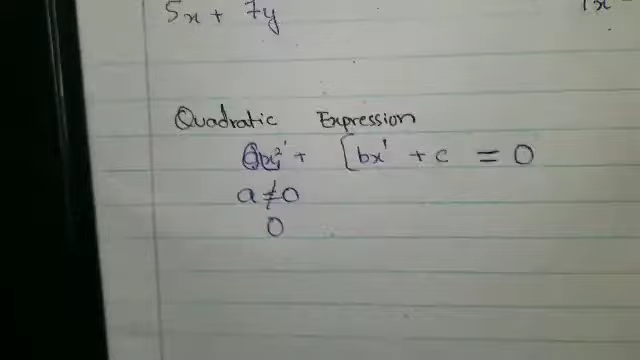 5x + 7y
Quadratic Expression
ax² + [bx¹ + c = 0
a ≠ 0
0